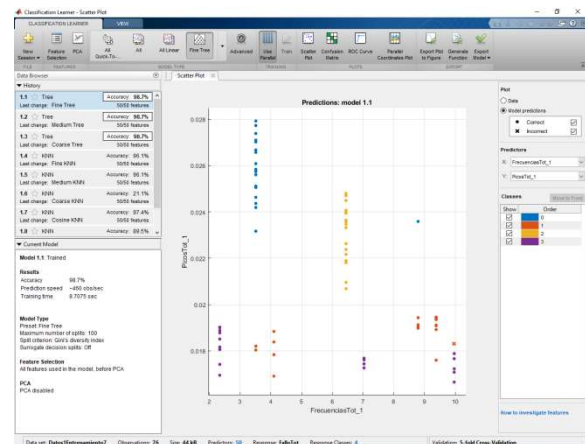 Classification Learner - Scatter Plot
CLASSIFICATION LEARNER
VIEW
New Session
Feature Selection
PCA
All Quick-To-...
All
All Linear
Fine Tree
Advanced
Use Parallel
Train
Scatter Plot
Confusion Matrix
ROC Curve
Parallel Coordinates Plot
Export Plot to Figure
Generate Function
Export Model
FILE
FEATURES
MODEL TYPE
TRAINING
PLOTS
EXPORT
Data Browser
History
1.1 Tree Accuracy: 98.7%
Last change: Fine Tree 50/50 features
1.2 Tree Accuracy: 98.7%
Last change: Medium Tree 50/50 features
1.3 Tree Accuracy: 98.7%
Last change: Coarse Tree 50/50 features
1.4 KNN Accuracy: 96.1%
Last change: Fine KNN 50/50 features
1.5 KNN Accuracy: 96.1%
Last change: Medium KNN 50/50 features
1.6 KNN Accuracy: 21.1%
Last change: Coarse KNN 50/50 features
1.7 KNN Accuracy: 87.4%
Last change: Cosine KNN 50/50 features
1.8 KNN Accuracy: 89.5%
Current Model
Model 1.1 Trained
Results
Accuracy 98.7%
Prediction speed ~450 obs/sec
Training time 8.7075 sec
Model Type
Preset: Fine Tree
Maximum number of splits: 100
Split criterion: Gini's diversity index
Surrogate decision splits: Off
Feature Selection
All features used in the model, before PCA
PCA
PCA disabled
Scatter Plot
Predictions: model 1.1
0.028
0.026
0.024
0.022
0.02
0.018
PicosTot_1
2 3 4 5 6 7 8 9 10
FrecuenciasTot_1
Plot
Data
Model predictions
Correct
Incorrect
Predictors
X: FrecuenciasTot_1
Y: PicosTot_1
Classes
Move to Front
Show Order
0
1
2
3
How to investigate features
Data set: Datos1Entrenamiento2 Observations: 76 Size: 44 kB Predictors: 50 Response: FalloTot Response Classes: 4 Validation: 5-fold Cross-Validation